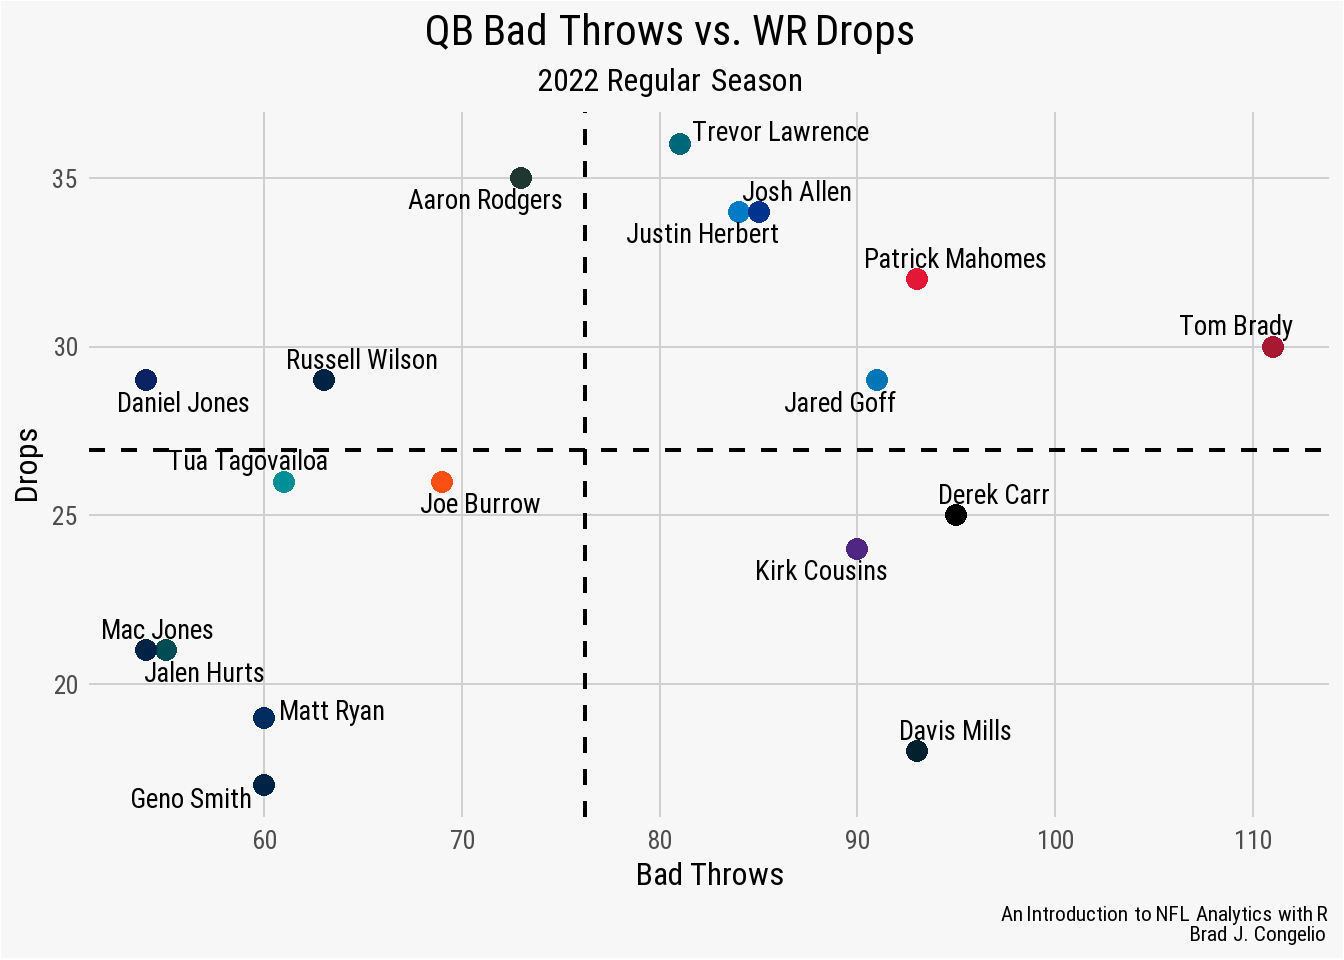 QB Bad Throws vs. WR Drops
2022 Regular Season
Trevor Lawrence
35
Aaron Rodgers
Josh Allen
Justin Herbert
Patrick Mahomes
Tom Brady
30
Russell Wilson
Daniel Jones
Jared Goff
Drops
Tua Tagovailoa
Joe Burrow
Derek Carr
25
Kirk Cousins
Mac Jones
Jalen Hurts
20
Matt Ryan
Davis Mills
Geno Smith
60 70 80 90 100 110
Bad Throws
An Introduction to NFL Analytics with R
Brad J. Congelio